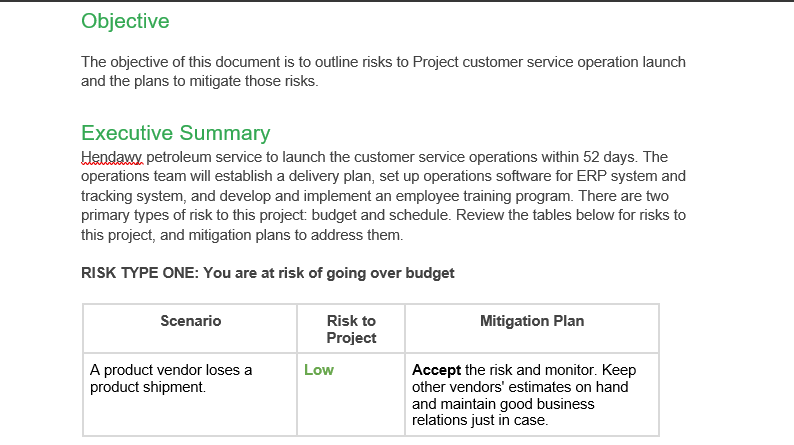 Objective
The objective of this document is to outline risks to Project customer service operation launch
and the plans to mitigate those risks.
Executive Summary
Hendawy petroleum service to launch the customer service operations within 52 days. The
operations team will establish a delivery plan, set up operations software for ERP system and
tracking system, and develop and implement an employee training program. There are two
primary types of risk to this project: budget and schedule. Review the tables below for risks to
this project, and mitigation plans to address them.
RISK TYPE ONE: You are at risk of going over budget
Scenario
Risk to
Project
Mitigation Plan
A product vendor loses a
product shipment.
Low
Accept the risk and monitor. Keep
other vendors' estimates on hand
and maintain good business
relations just in case.